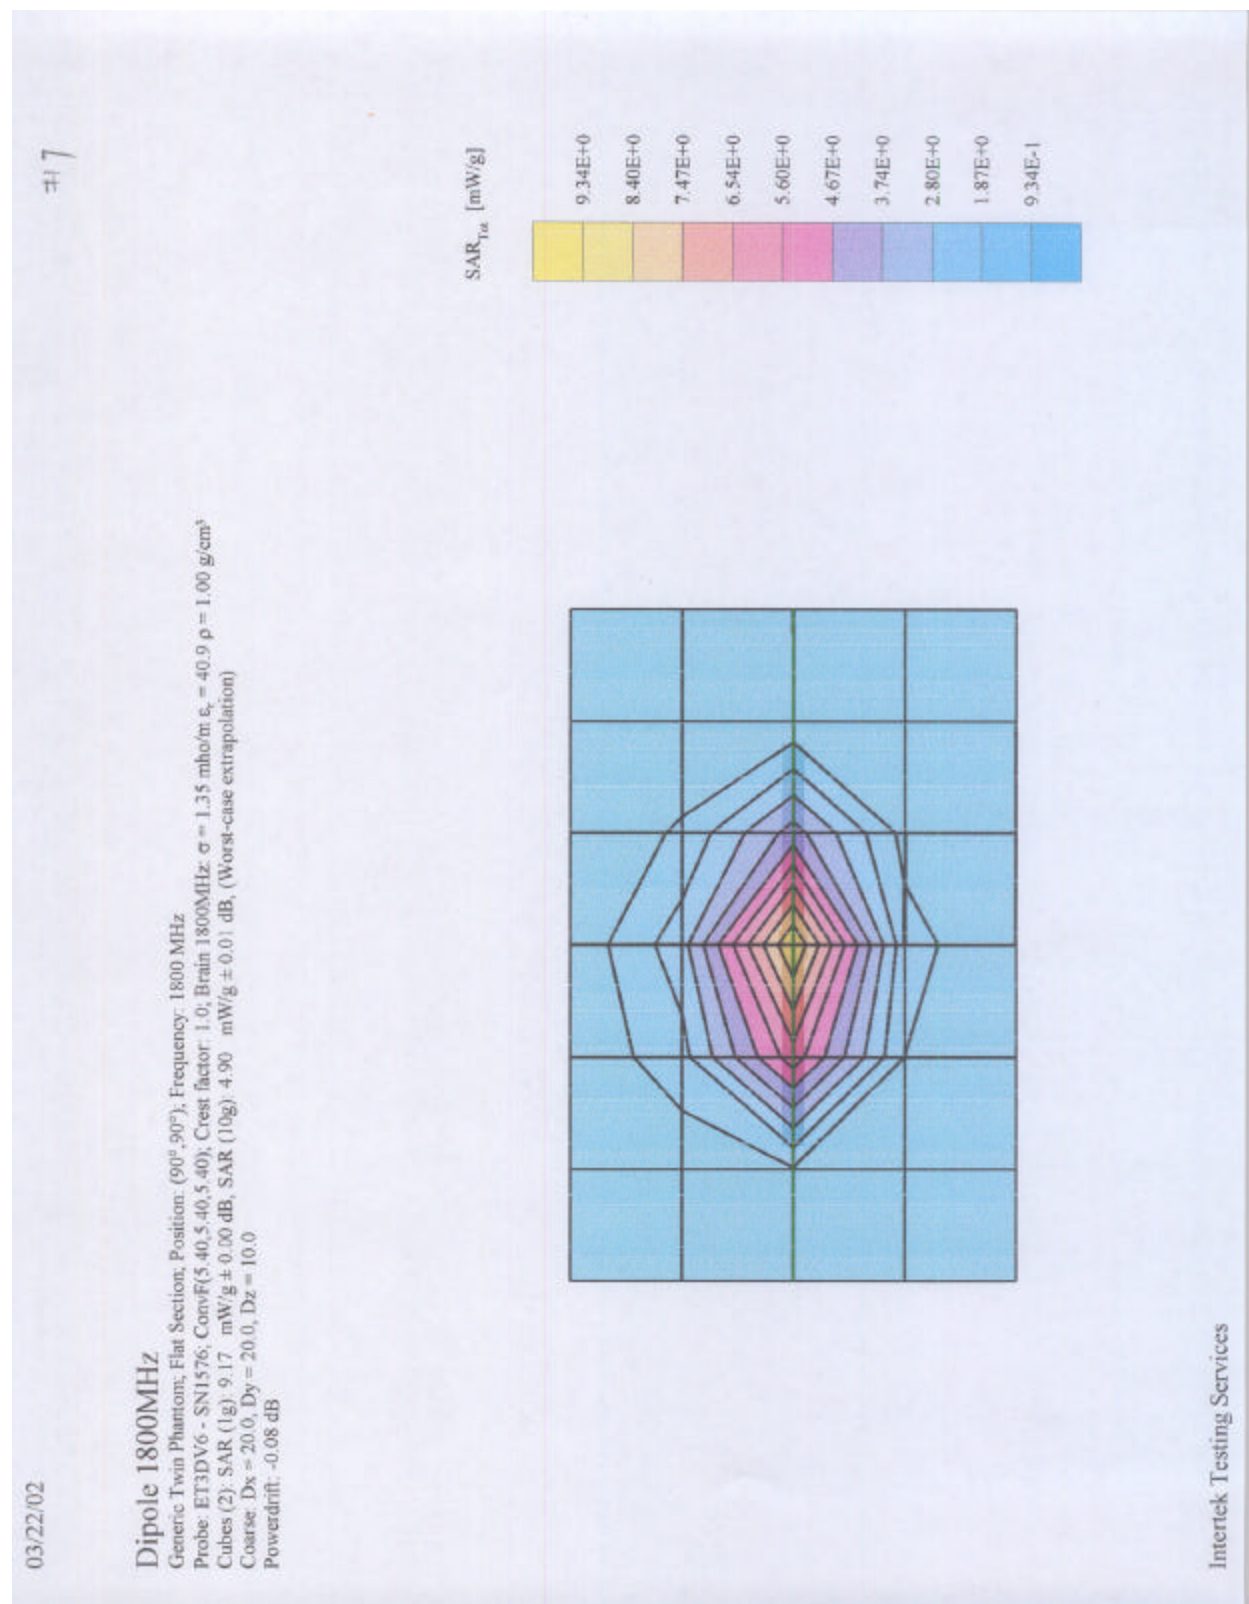 03/22/02
#7
Dipole 1800MHz
Generic Twin Phantom; Flat Section; Position: (90°,90°); Frequency: 1800 MHz
Probe: ET3DV6 - SN1576; ConvF(5.40,5.40,5.40); Crest factor: 1.0; Brain 1800MHz: σ = 1.35 mho/m εr = 40.9 ρ = 1.00 g/cm³
Cubes (2): SAR (1g): 9.17 mW/g ± 0.00 dB, SAR (10g): 4.90 mW/g ± 0.01 dB, (Worst-case extrapolation)
Coarse: Dx = 20.0, Dy = 20.0, Dz = 10.0
Powerdrift: -0.08 dB
SARTot [mW/g]
9.34E+0
8.40E+0
7.47E+0
6.54E+0
5.60E+0
4.67E+0
3.74E+0
2.80E+0
1.87E+0
9.34E-1
Intertek Testing Services